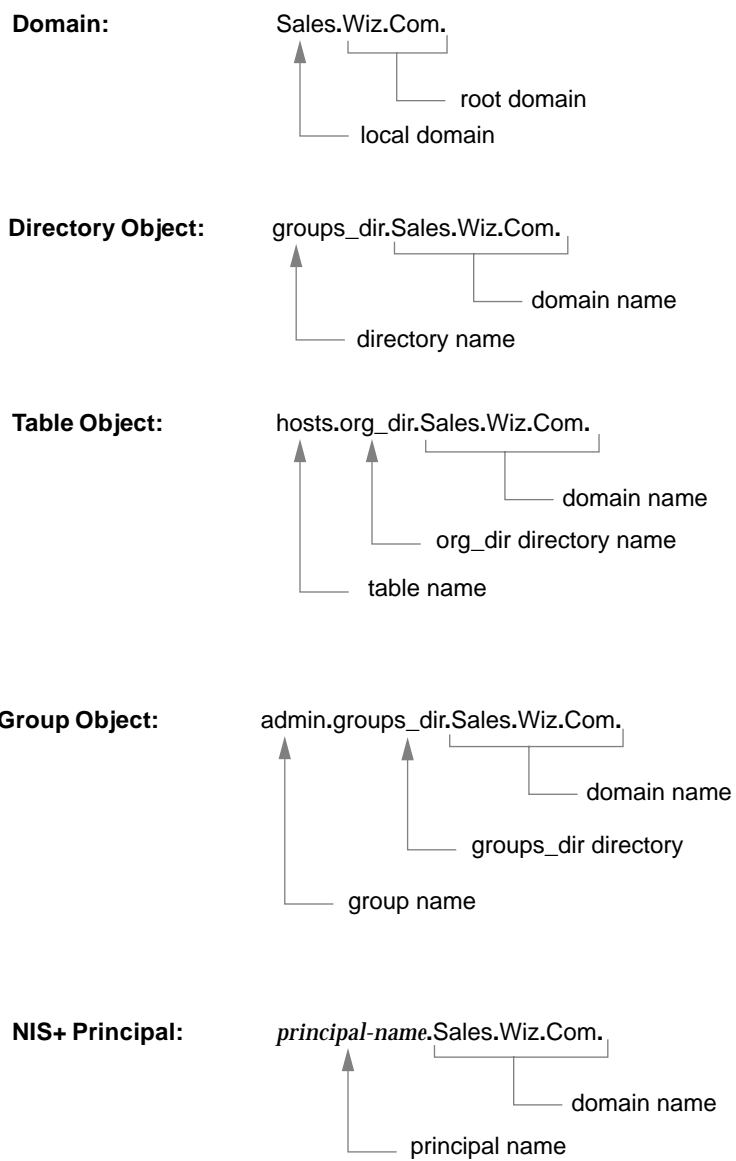 Domain: Sales.Wiz.Com.
root domain
local domain
Directory Object: groups_dir.Sales.Wiz.Com.
domain name
directory name
Table Object: hosts.org_dir.Sales.Wiz.Com.
domain name
org_dir directory name
table name
Group Object: admin.groups_dir.Sales.Wiz.Com.
domain name
groups_dir directory
group name
NIS+ Principal: principal-name.Sales.Wiz.Com.
domain name
principal name